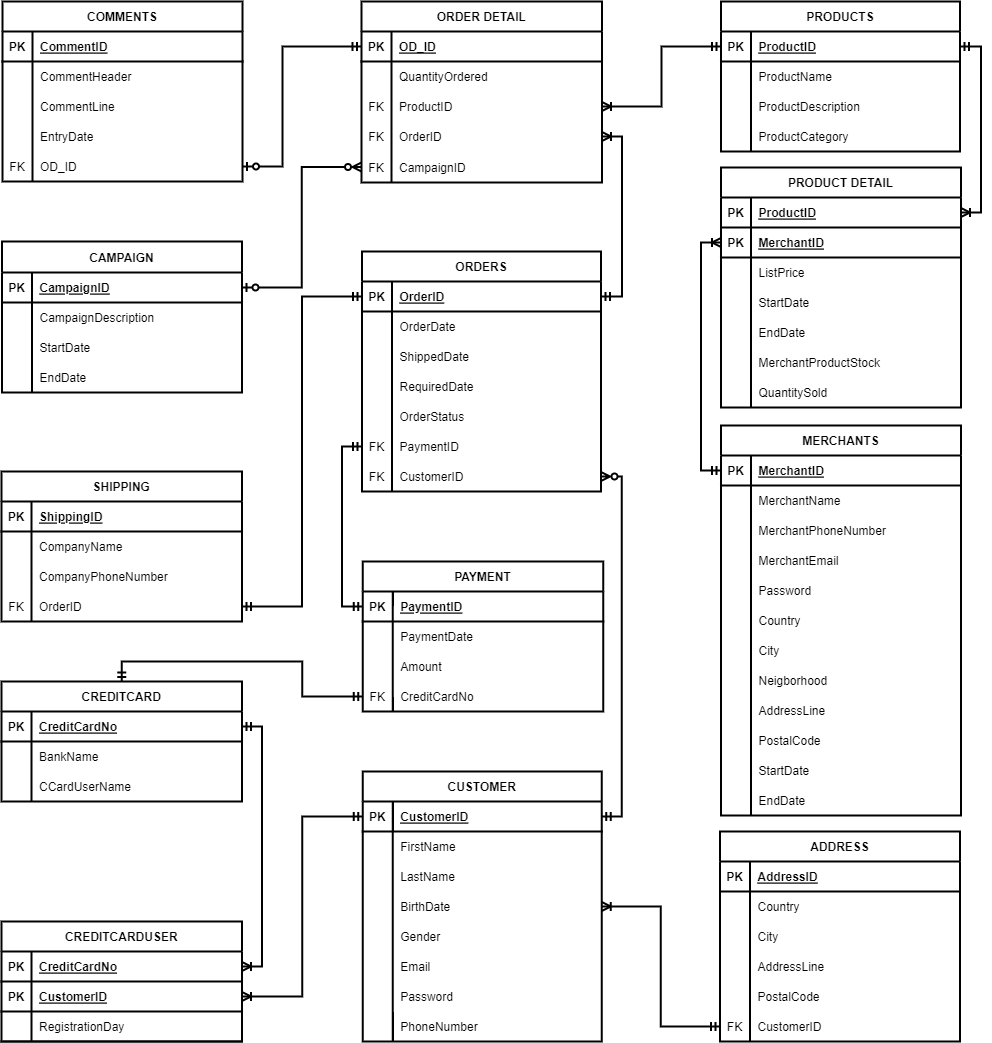 COMMENTS
PK CommentID
CommentHeader
CommentLine
EntryDate
FK OD_ID
ORDER DETAIL
PK OD_ID
QuantityOrdered
FK ProductID
FK OrderID
FK CampaignID
PRODUCTS
PK ProductID
ProductName
ProductDescription
ProductCategory
PRODUCT DETAIL
PK ProductID
PK MerchantID
ListPrice
StartDate
EndDate
MerchantProductStock
QuantitySold
CAMPAIGN
PK CampaignID
CampaignDescription
StartDate
EndDate
ORDERS
PK OrderID
OrderDate
ShippedDate
RequiredDate
OrderStatus
FK PaymentID
FK CustomerID
MERCHANTS
PK MerchantID
MerchantName
MerchantPhoneNumber
MerchantEmail
Password
Country
City
Neigborhood
AddressLine
PostalCode
StartDate
EndDate
SHIPPING
PK ShippingID
CompanyName
CompanyPhoneNumber
FK OrderID
PAYMENT
PK PaymentID
PaymentDate
Amount
FK CreditCardNo
CREDITCARD
PK CreditCardNo
BankName
CCardUserName
CUSTOMER
PK CustomerID
FirstName
LastName
BirthDate
Gender
Email
Password
PhoneNumber
ADDRESS
PK AddressID
Country
City
AddressLine
PostalCode
FK CustomerID
CREDITCARDUSER
PK CreditCardNo
PK CustomerID
RegistrationDay